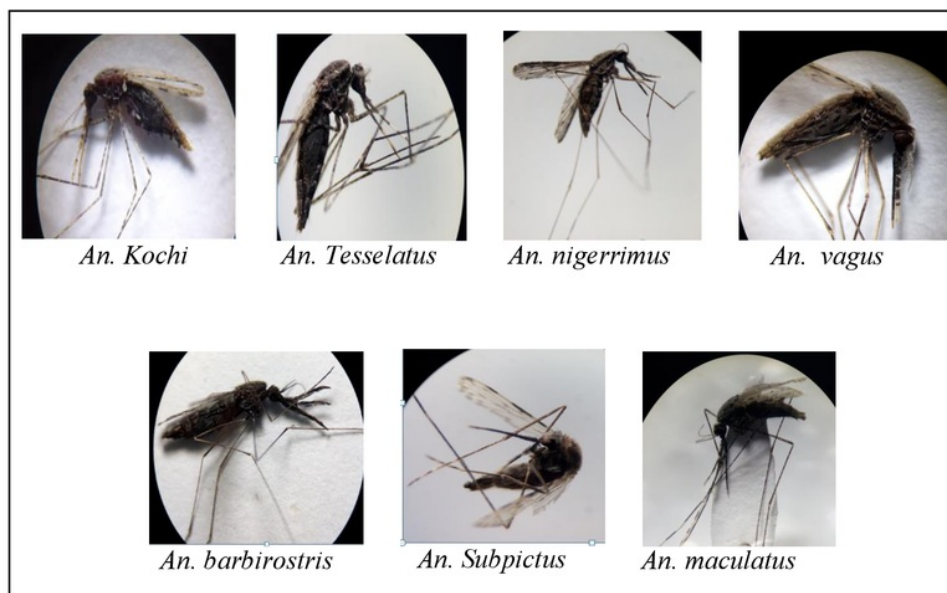 An. Kochi
An. Tesselatus
An. nigerrimus
An. vagus
An. barbirostris
An. Subpictus
An. maculatus